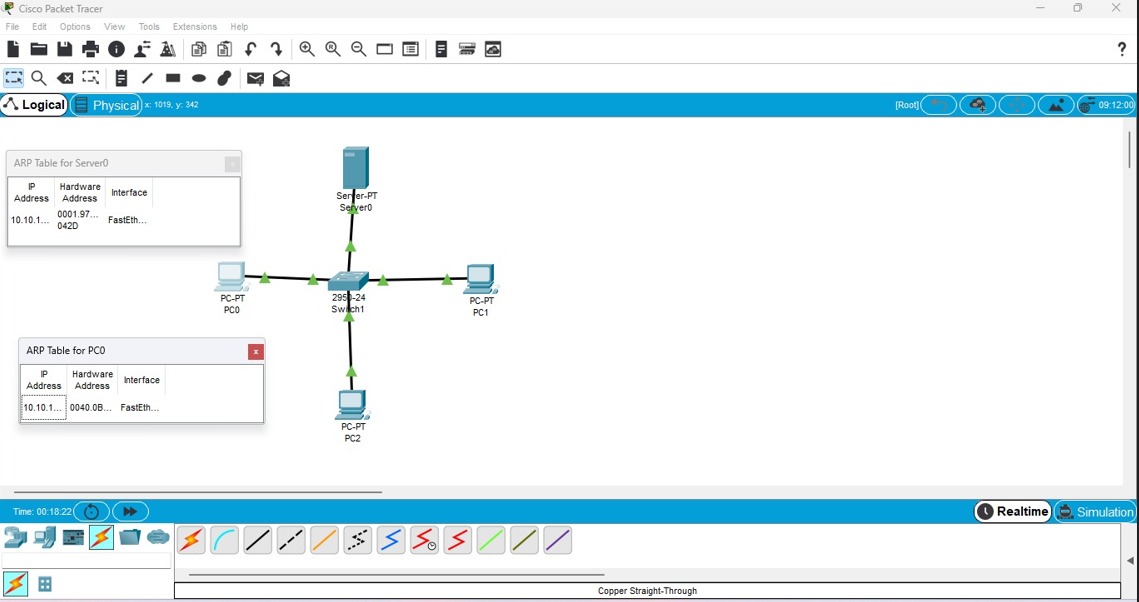 Cisco Packet Tracer
File Edit Options View Tools Extensions Help
?
Logical Physical x: 1019, y: 342 [Root] 09:12:00
ARP Table for Server0 x
IP Address Hardware Address Interface
10.10.1... 0001.97... 042D FastEth...
Server-PT
Server0
PC-PT
PC0
2950-24
Switch1
PC-PT
PC1
ARP Table for PC0 x
IP Address Hardware Address Interface
10.10.1... 0040.0B... FastEth...
PC-PT
PC2
Time: 00:18:22 Realtime Simulation
Copper Straight-Through